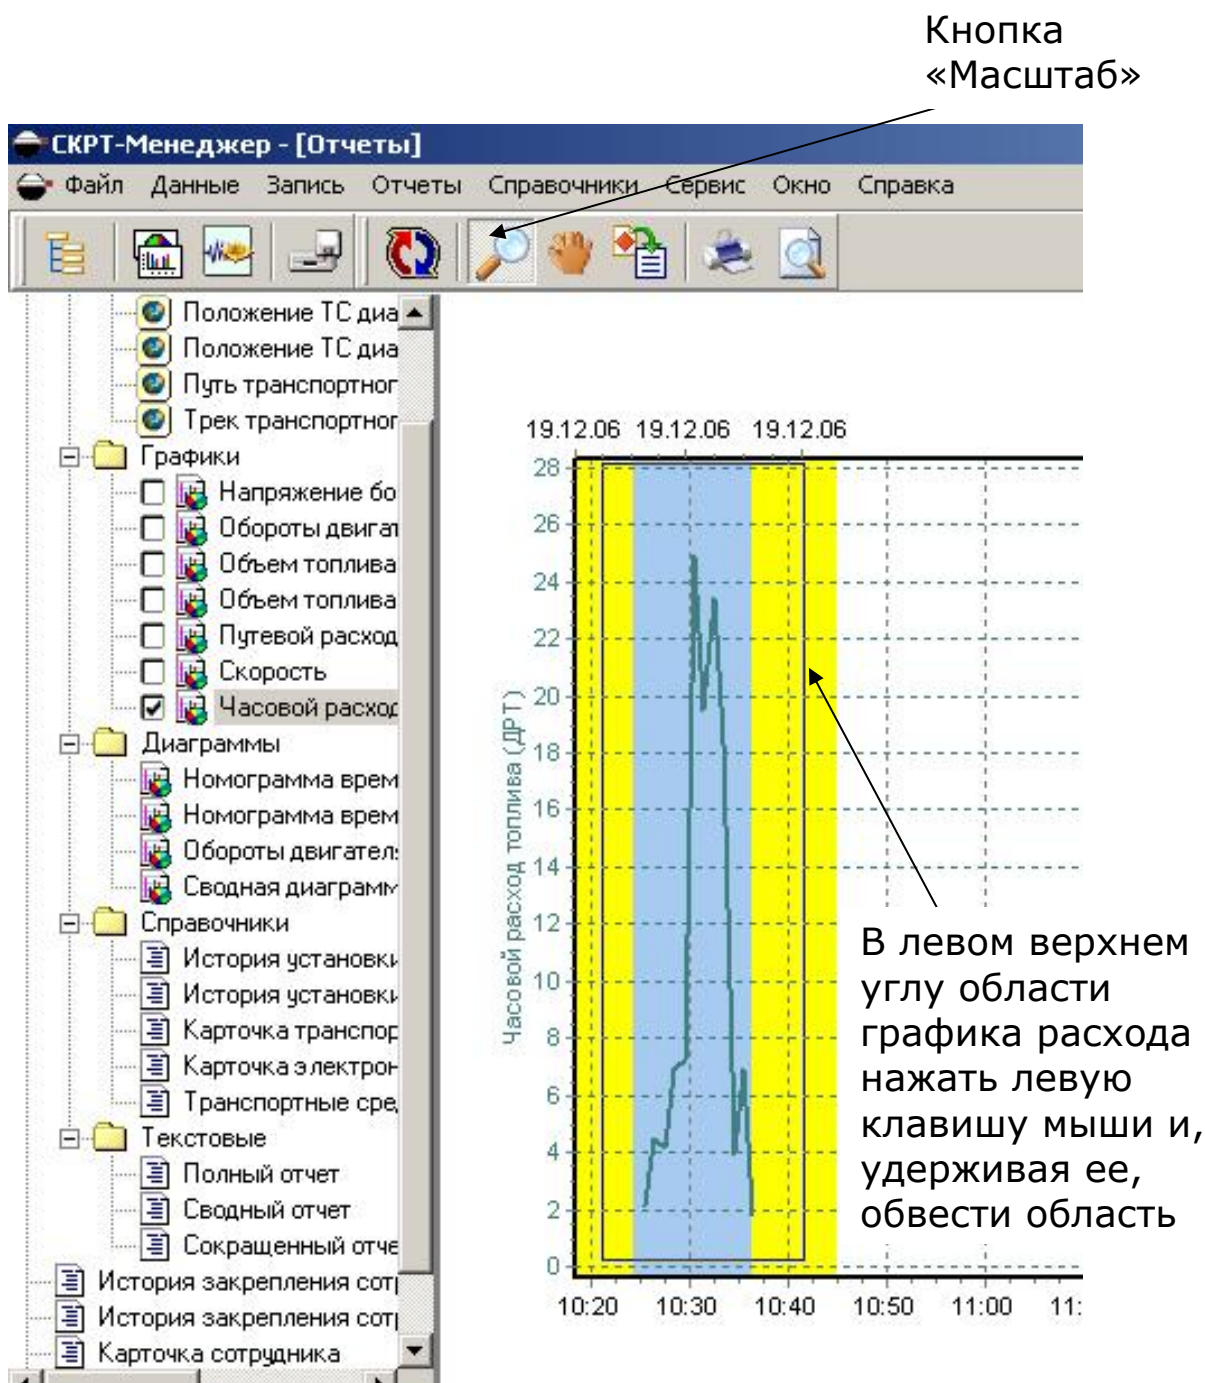 Кнопка
«Масштаб»
СКРТ-Менеджер - [Отчеты]
Файл Данные Запись Отчеты Справочники Сервис Окно Справка
Положение ТС диа
Положение ТС диа
Путь транспортног
Трек транспортног
Графики
Напряжение бо
Обороты двигат
Объем топлива
Объем топлива
Путевой расход
Скорость
Часовой расход
Диаграммы
Номограмма врем
Номограмма врем
Обороты двигател
Сводная диаграмм
Справочники
История установки
История установки
Карточка транспор
Карточка электрон
Транспортные сре
Текстовые
Полный отчет
Сводный отчет
Сокращенный отче
История закрепления сот
История закрепления сот
Карточка сотрудника
19.12.06 19.12.06 19.12.06
28
26
24
22
20
18
16
14
12
10
8
6
4
2
0
Часовой расход топлива (ДРТ)
10:20 10:30 10:40 10:50 11:00 11:
В левом верхнем
углу области
графика расхода
нажать левую
клавишу мыши и,
удерживая ее,
обвести область